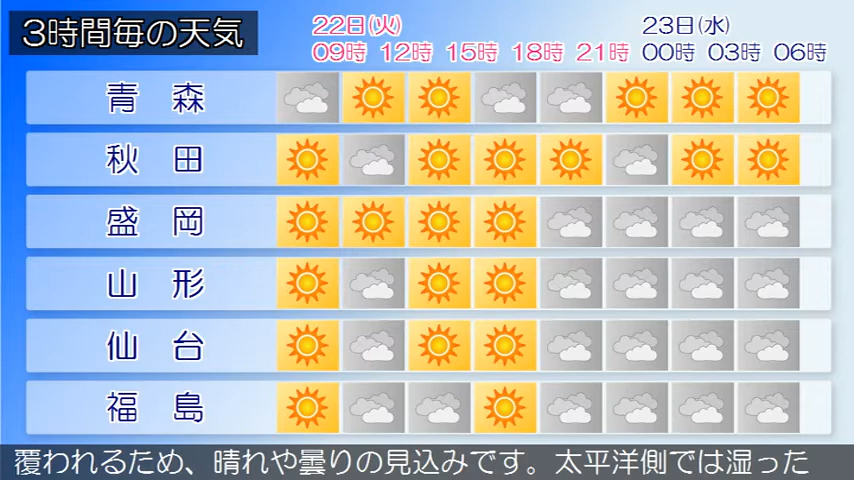 3時間毎の天気
22日(火) 23日(水)
09時 12時 15時 18時 21時 00時 03時 06時
青森
秋田
盛岡
山形
仙台
福島
覆われるため、晴れや曇りの見込みです。太平洋側では湿った